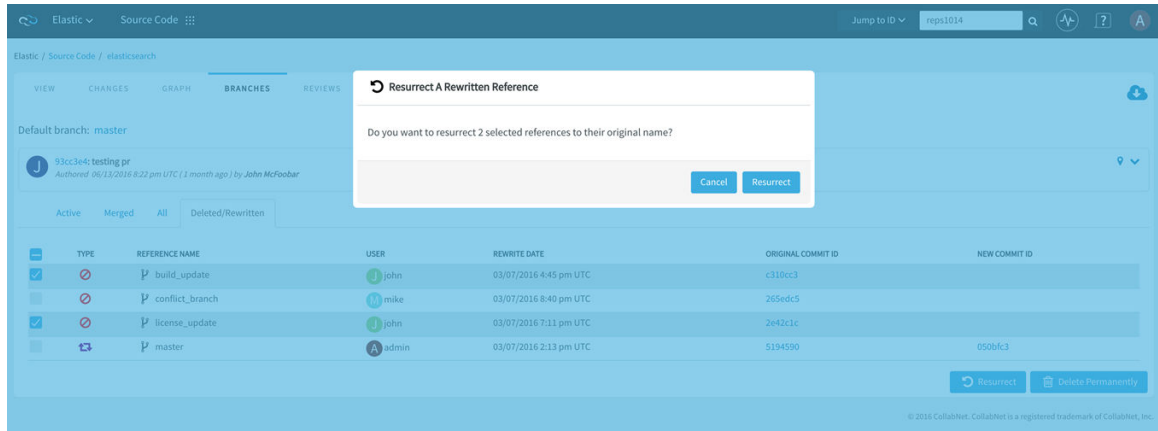 Elastic Source Code Jump to ID reps1014 ? A
Elastic / Source Code / elasticsearch
VIEW CHANGES GRAPH BRANCHES REVIEWS
Resurrect A Rewritten Reference
Default branch: master
Do you want to resurrect 2 selected references to their original name?
J 93cc3e4: testing pr
Authored 06/13/2016 8:22 pm UTC ( 1 month ago ) by John McFoobar
Cancel Resurrect
Active Merged All Deleted/Rewritten
TYPE REFERENCE NAME USER REWRITE DATE ORIGINAL COMMIT ID NEW COMMIT ID
build_update J john 03/07/2016 4:45 pm UTC c310cc3
conflict_branch M mike 03/07/2016 8:40 pm UTC 265edc5
license_update J john 03/07/2016 7:11 pm UTC 2e42c1c
master A admin 03/07/2016 2:13 pm UTC 5194590 050bfc3
Resurrect Delete Permanently
© 2016 CollabNet. CollabNet is a registered trademark of CollabNet, Inc.